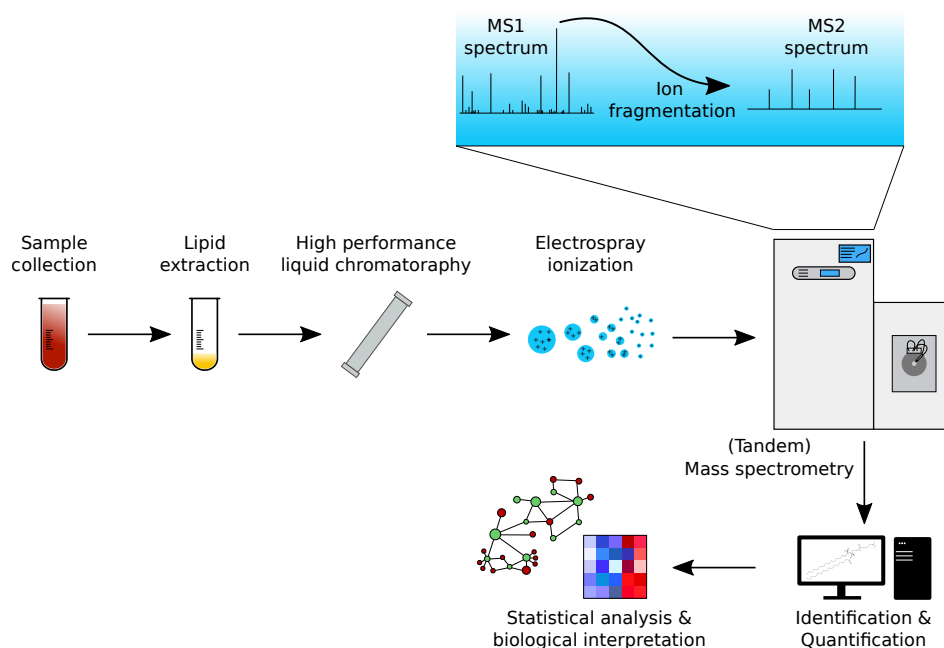 MS1
spectrum
MS2
spectrum
Ion
fragmentation
Sample
collection
Lipid
extraction
High performance
liquid chromatoraphy
Electrospray
ionization
(Tandem)
Mass spectrometry
Statistical analysis &
biological interpretation
Identification &
Quantification